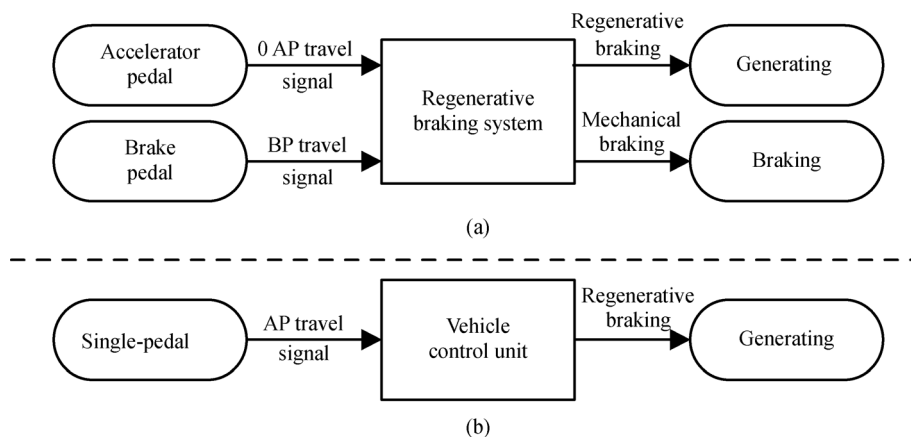 Accelerator
pedal
0 AP travel
signal
Regenerative
braking system
Regenerative
braking
Generating
Brake
pedal
BP travel
signal
Mechanical
braking
Braking
(a)
Single-pedal
AP travel
signal
Vehicle
control unit
Regenerative
braking
Generating
(b)